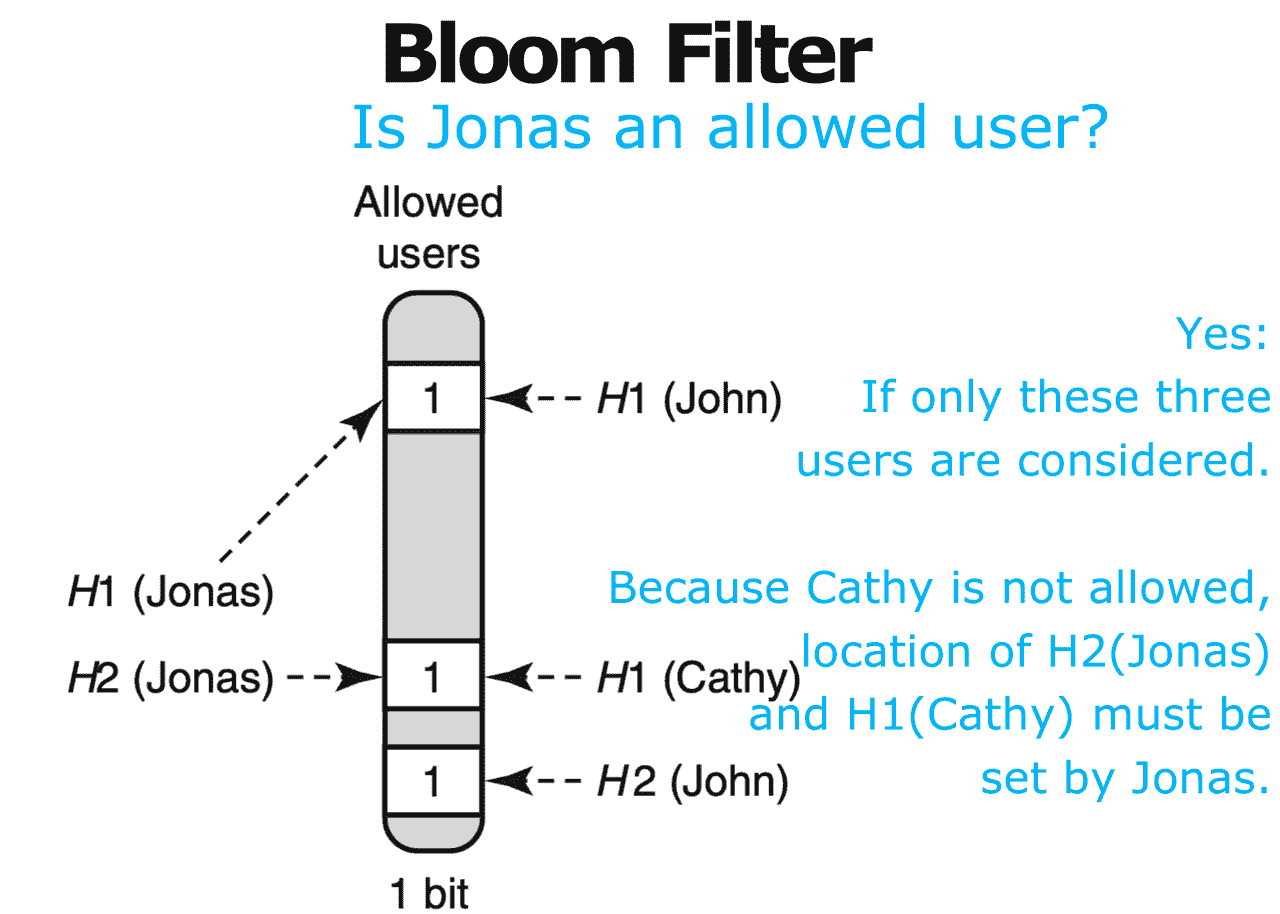 Bloom Filter
Is Jonas an allowed user?
Allowed
users
Yes:
1
H1 (John)
If only these three
users are considered.
H1 (Jonas)
Because Cathy is not allowed,
location of H2(Jonas)
H2 (Jonas)
1
H1 (Cathy)
and H1(Cathy) must be
1
H2 (John)
set by Jonas.
1 bit